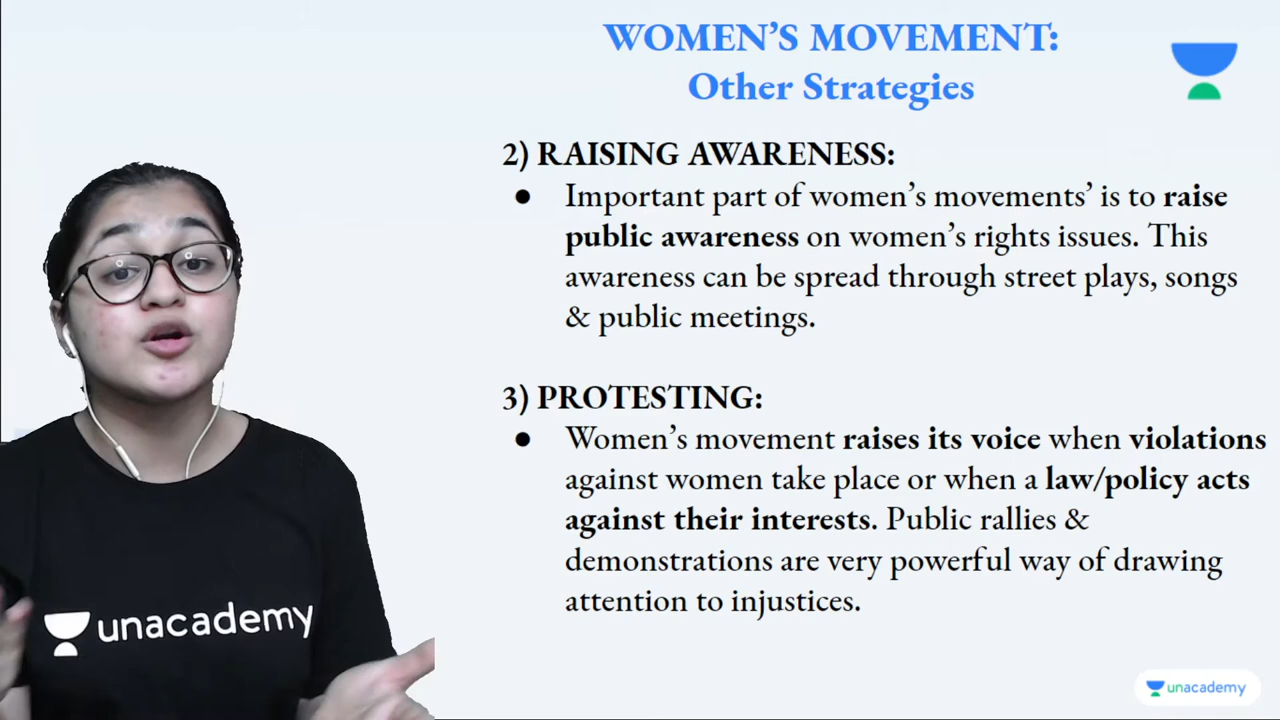 WOMEN’S MOVEMENT:
Other Strategies
2) RAISING AWARENESS:
● Important part of women’s movements’ is to raise
public awareness on women’s rights issues. This
awareness can be spread through street plays, songs
& public meetings.
3) PROTESTING:
● Women’s movement raises its voice when violations
against women take place or when a law/policy acts
against their interests. Public rallies &
demonstrations are very powerful way of drawing
attention to injustices.
unacademy
unacademy